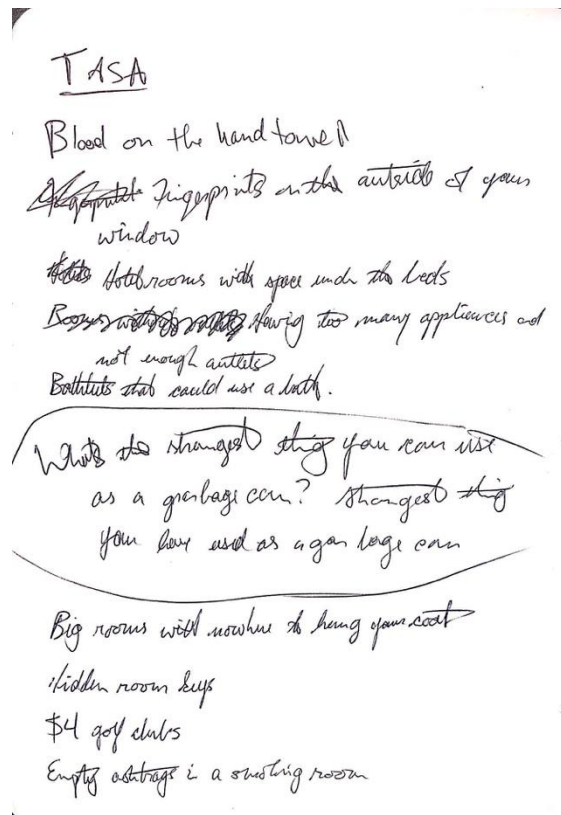 TASA
Blood on the hand towel
Fingerprints on the outside of your
window
Hotel rooms with space under the beds
Having too many appliances and
not enough outlets
Bathtubs that could use a bath.
What's the strangest thing you can use
as a garbage can? Strangest thing
you have used as a garbage can
Big rooms with nowhere to hang your coat
Hidden room keys
$4 golf clubs
Empty ashtrays in a smoking room